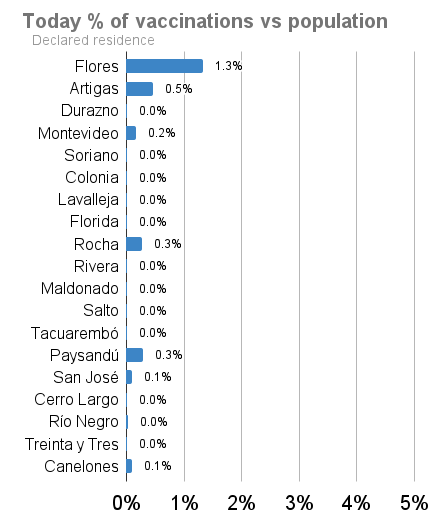 Today % of vaccinations vs population
Declared residence
Flores 1.3%
Artigas 0.5%
Durazno 0.0%
Montevideo 0.2%
Soriano 0.0%
Colonia 0.0%
Lavalleja 0.0%
Florida 0.0%
Rocha 0.3%
Rivera 0.0%
Maldonado 0.0%
Salto 0.0%
Tacuarembó 0.0%
Paysandú 0.3%
San José 0.1%
Cerro Largo 0.0%
Río Negro 0.0%
Treinta y Tres 0.0%
Canelones 0.1%
0% 1% 2% 3% 4% 5%